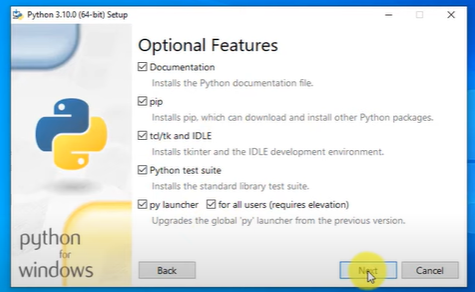 Python 3.10.0 (64-bit) Setup
Optional Features
Documentation
Installs the Python documentation file.
pip
Installs pip, which can download and install other Python packages.
tcl/tk and IDLE
Installs tkinter and the IDLE development environment.
Python test suite
Installs the standard library test suite.
py launcher for all users (requires elevation)
Upgrades the global 'py' launcher from the previous version.
python
for
windows
Back Next Cancel